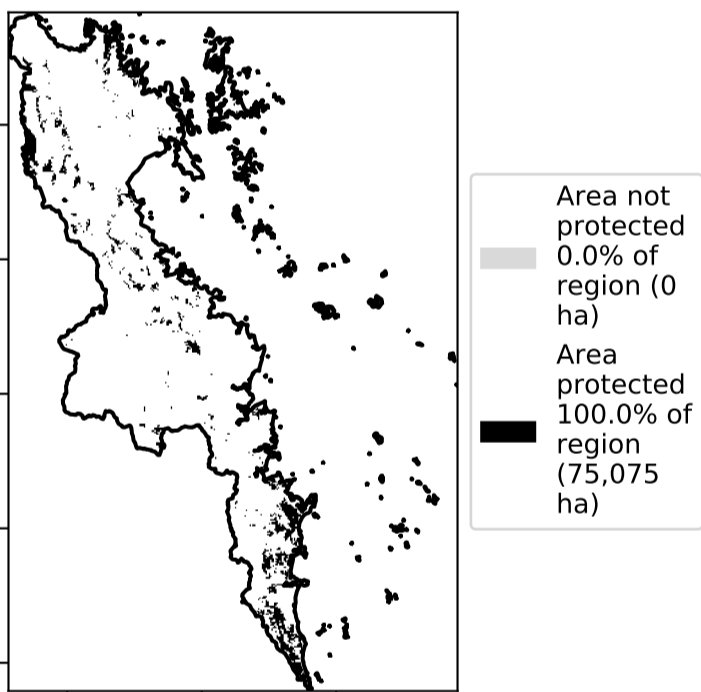 Area not
protected
0.0% of
region (0
ha)
Area
protected
100.0% of
region
(75,075
ha)